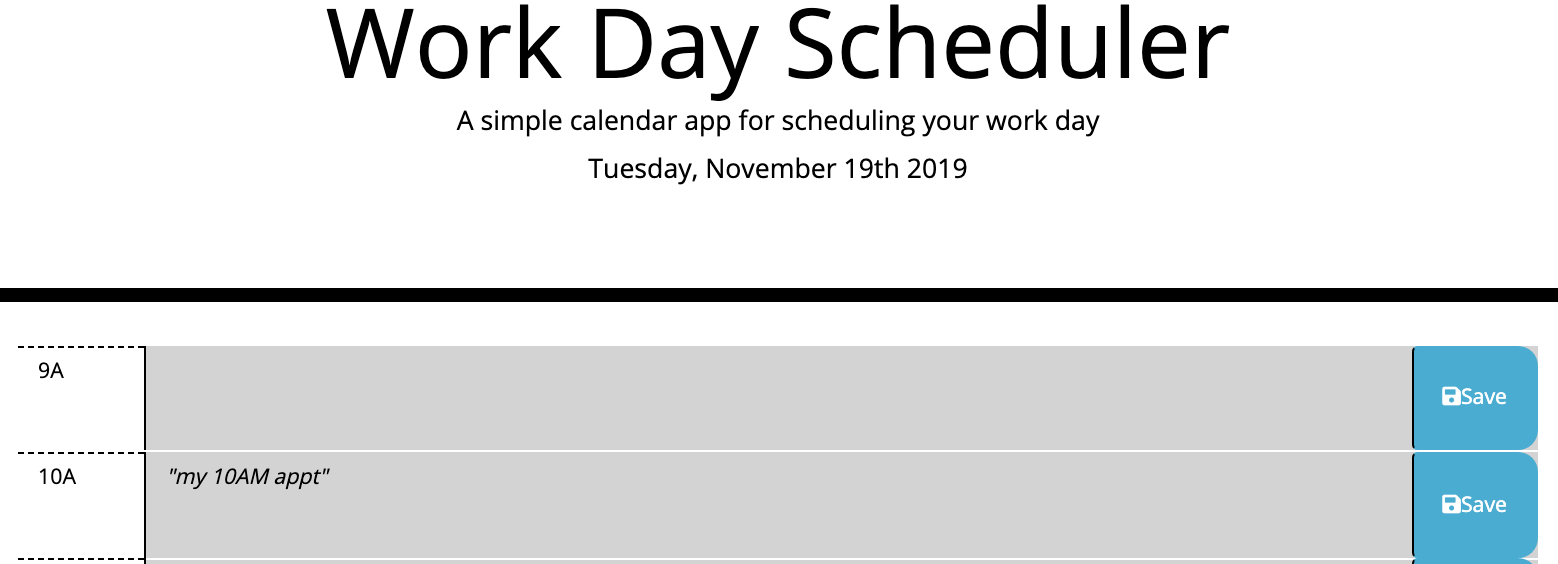 Work Day Scheduler
A simple calendar app for scheduling your work day
Tuesday, November 19th 2019
9A
Save
10A "my 10AM appt"
Save